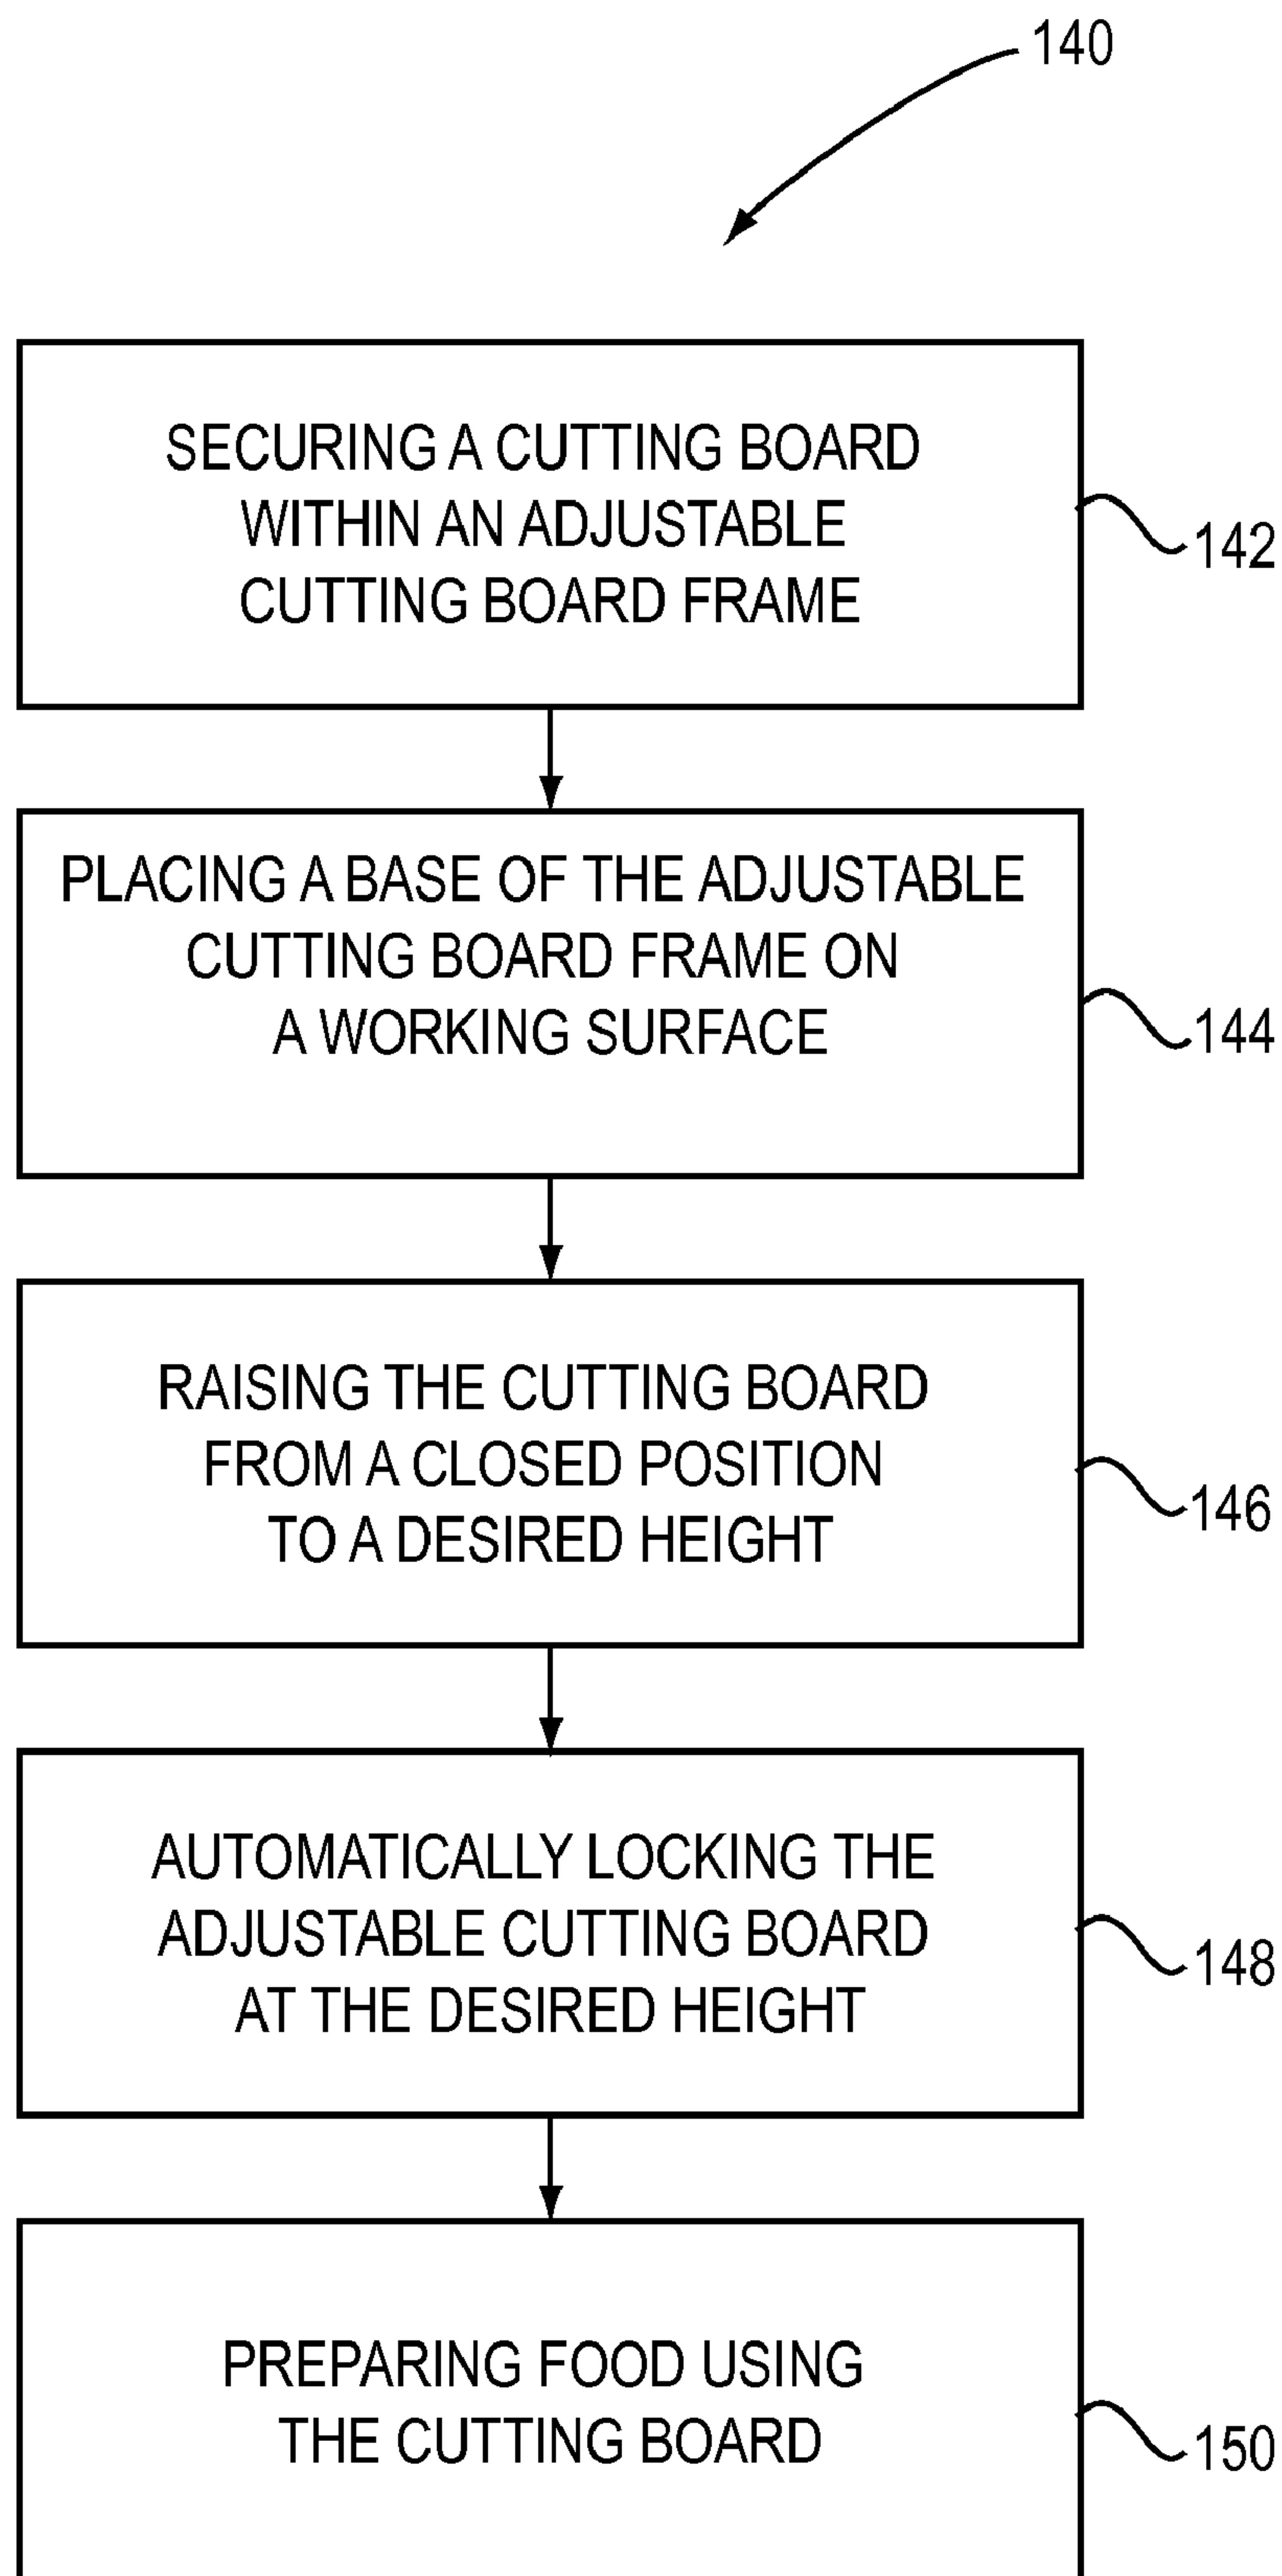 140
SECURING A CUTTING BOARD
WITHIN AN ADJUSTABLE
CUTTING BOARD FRAME
142
PLACING A BASE OF THE ADJUSTABLE
CUTTING BOARD FRAME ON
A WORKING SURFACE
144
RAISING THE CUTTING BOARD
FROM A CLOSED POSITION
TO A DESIRED HEIGHT
146
AUTOMATICALLY LOCKING THE
ADJUSTABLE CUTTING BOARD
AT THE DESIRED HEIGHT
148
PREPARING FOOD USING
THE CUTTING BOARD
150